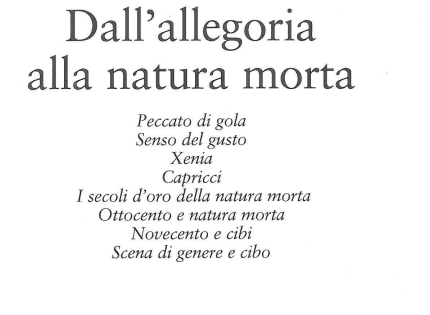 Dall'allegoria
alla natura morta
Peccato di gola
Senso del gusto
Xenia
Capricci
I secoli d'oro della natura morta
Ottocento e natura morta
Novecento e cibi
Scena di genere e cibo